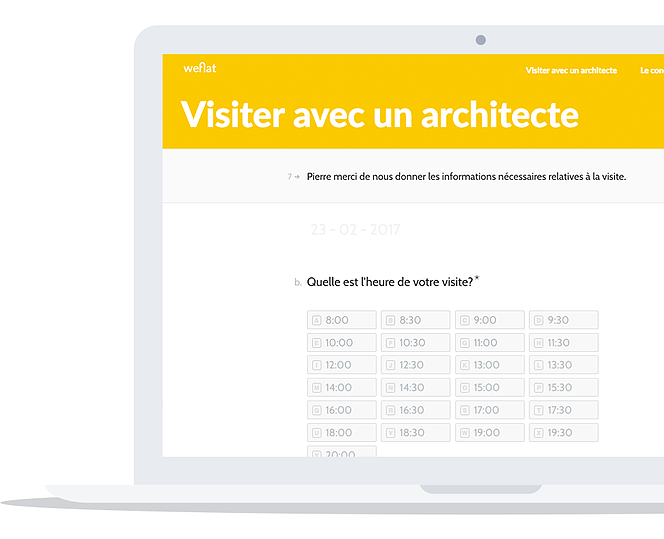 weflat
Visiter avec un architecte Le con
Visiter avec un architecte
7 → Pierre merci de nous donner les informations nécessaires relatives à la visite.
23 - 02 - 2017
b. Quelle est l'heure de votre visite? *
A 8:00 B 8:30 C 9:00 D 9:30
E 10:00 F 10:30 G 11:00 H 11:30
I 12:00 J 12:30 K 13:00 L 13:30
M 14:00 N 14:30 O 15:00 P 15:30
Q 16:00 R 16:30 S 17:00 T 17:30
U 18:00 V 18:30 W 19:00 X 19:30
Y 20:00